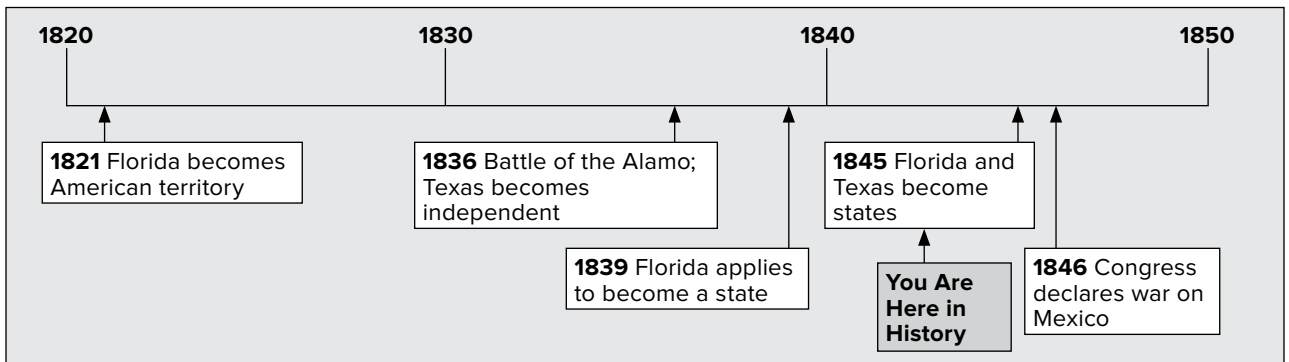 1820
1830
1840
1850
1821 Florida becomes
American territory
1836 Battle of the Alamo;
Texas becomes
independent
1839 Florida applies
to become a state
1845 Florida and
Texas become
states
You Are
Here in
History
1846 Congress
declares war on
Mexico